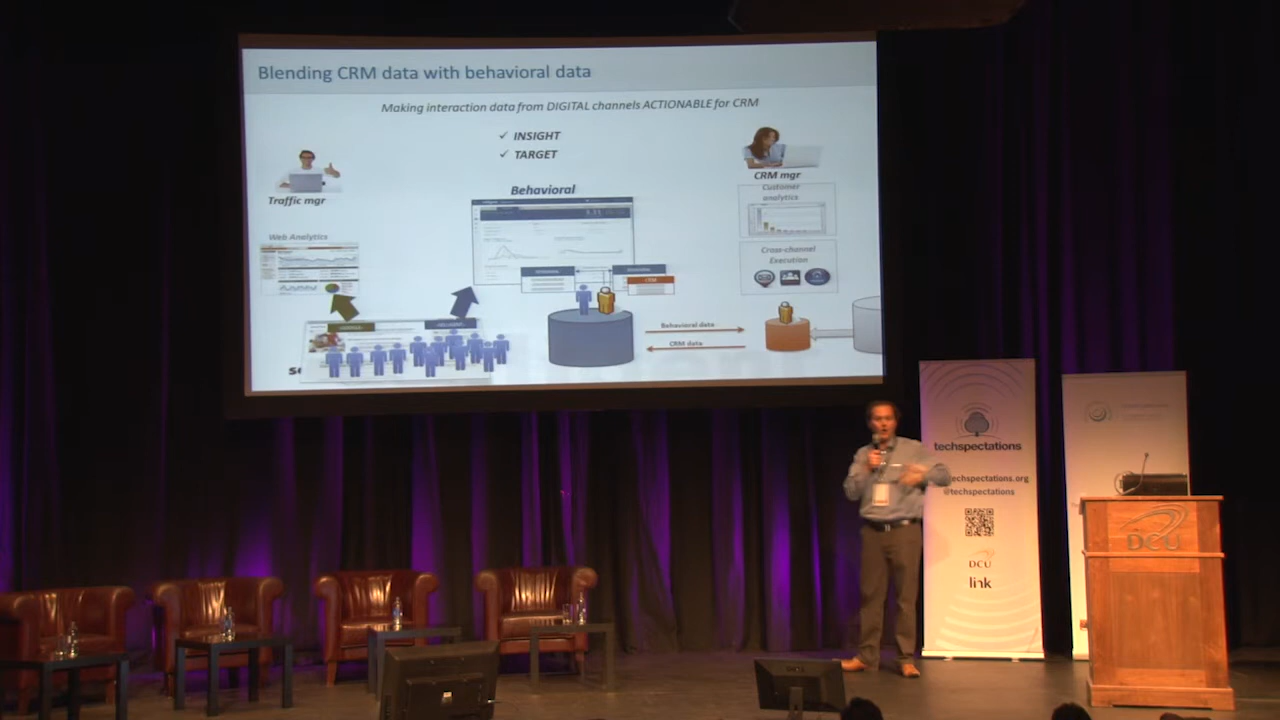 Blending CRM data with behavioral data
Making interaction data from DIGITAL channels ACTIONABLE for CRM
✓ INSIGHT
✓ TARGET
Traffic mgr
Behavioral
CRM mgr
Customer
analytics
Web Analytics
Cross-channel
Execution
Behavioral data
CRM data
techspectations
techspectations.org
@techspectations
DCU
link
DCU